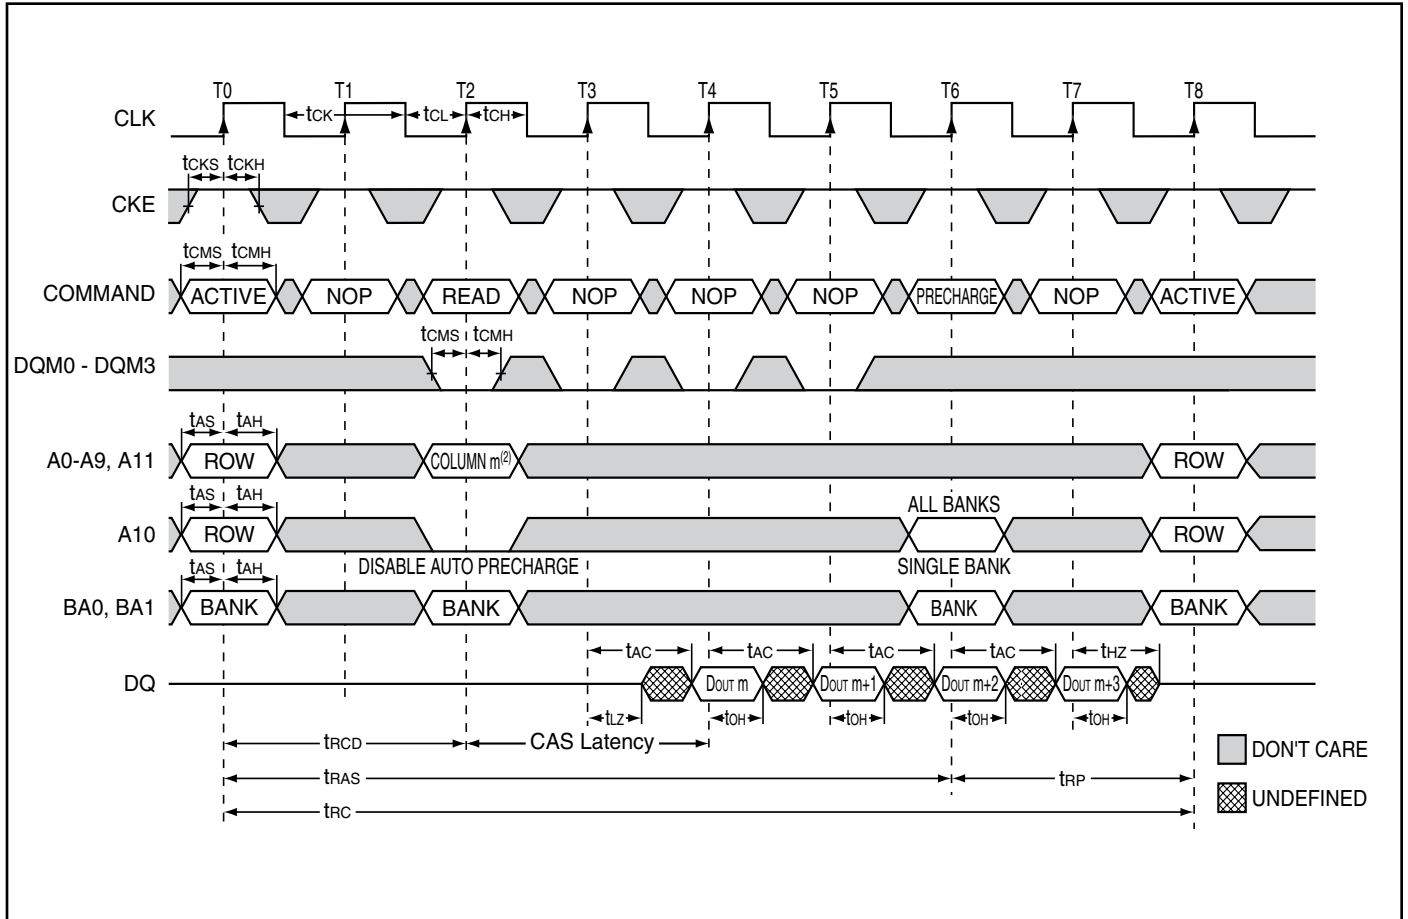 T0 T1 T2 T3 T4 T5 T6 T7 T8
CLK tCK tCL tCH
tCKS tCKH
CKE
tCMS tCMH
COMMAND ACTIVE NOP READ NOP NOP NOP PRECHARGE NOP ACTIVE
tCMS tCMH
DQM0 - DQM3
tAS tAH
A0-A9, A11 ROW COLUMN m(2) ROW
tAS tAH ALL BANKS
A10 ROW ROW
tAS tAH DISABLE AUTO PRECHARGE SINGLE BANK
BA0, BA1 BANK BANK BANK BANK
tAC tAC tAC tAC tHZ
DQ DOUT m DOUT m+1 DOUT m+2 DOUT m+3
tLZ tOH tOH tOH tOH
tRCD CAS Latency
DON'T CARE
tRAS tRP
UNDEFINED
tRC